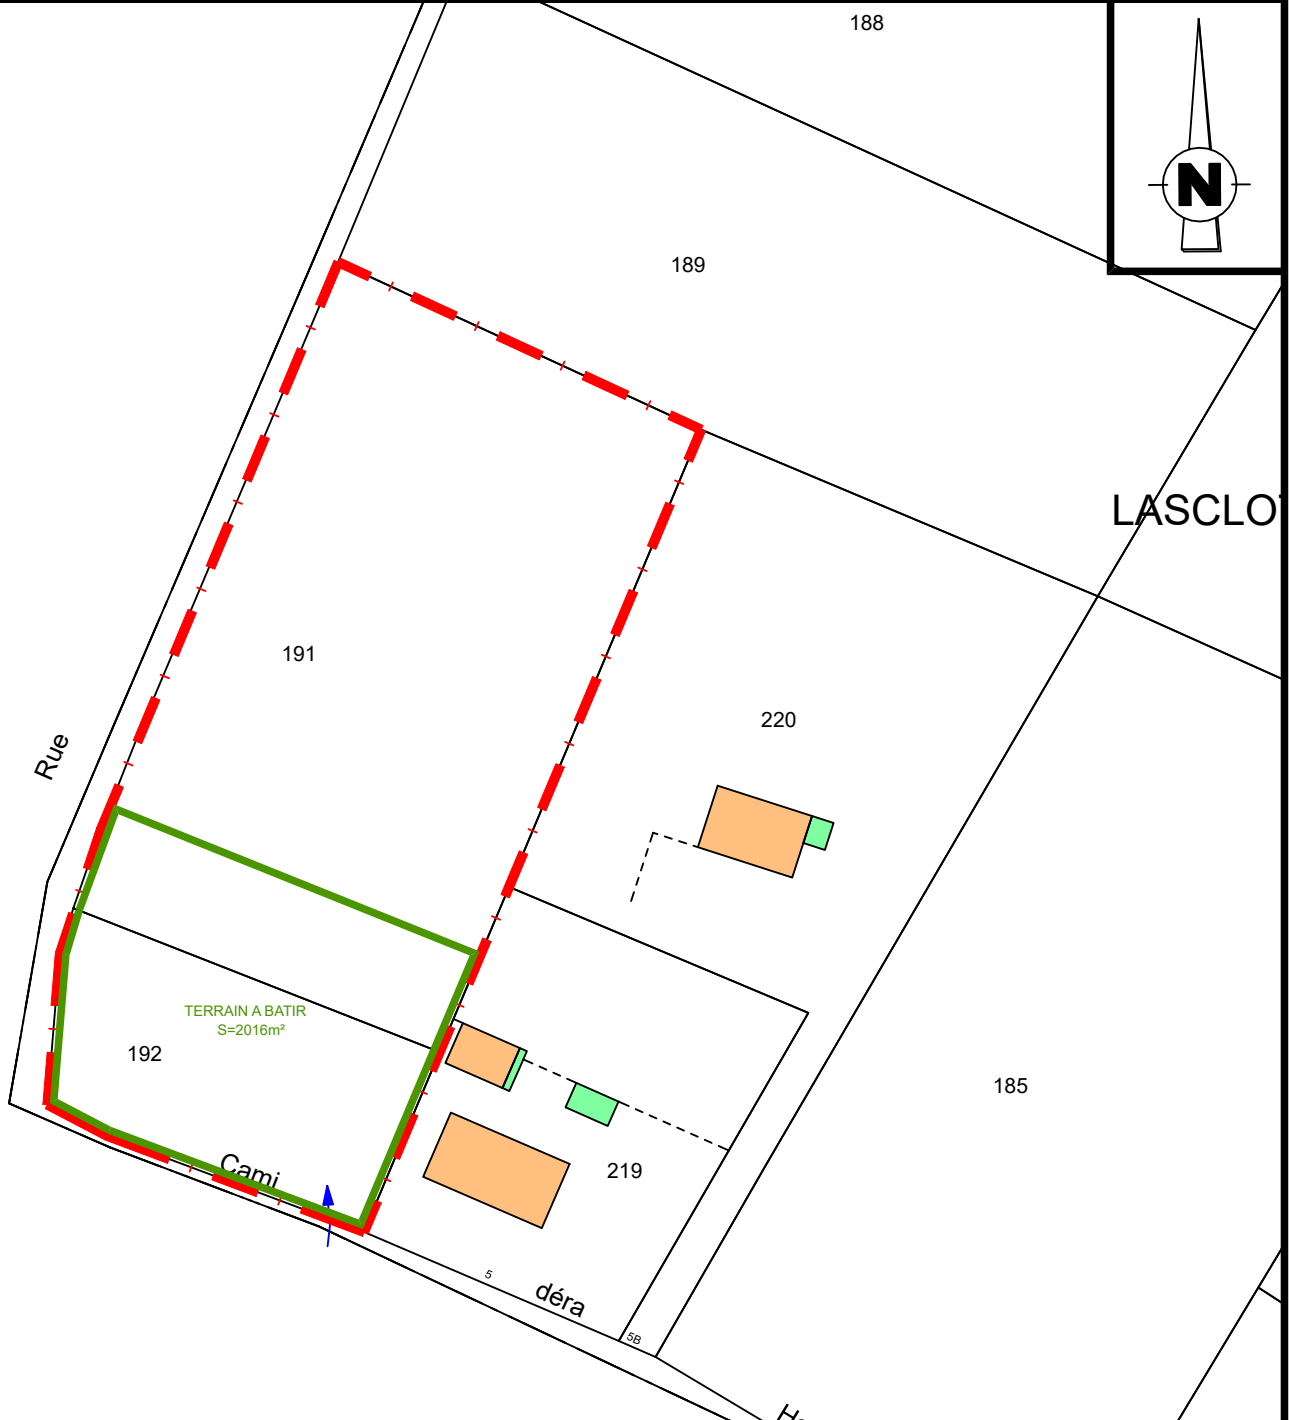 188
N
189
LASCLO
191
220
Rue
TERRAIN A BATIR
S=2016m²
192
185
Cami
219
5
déra
5B